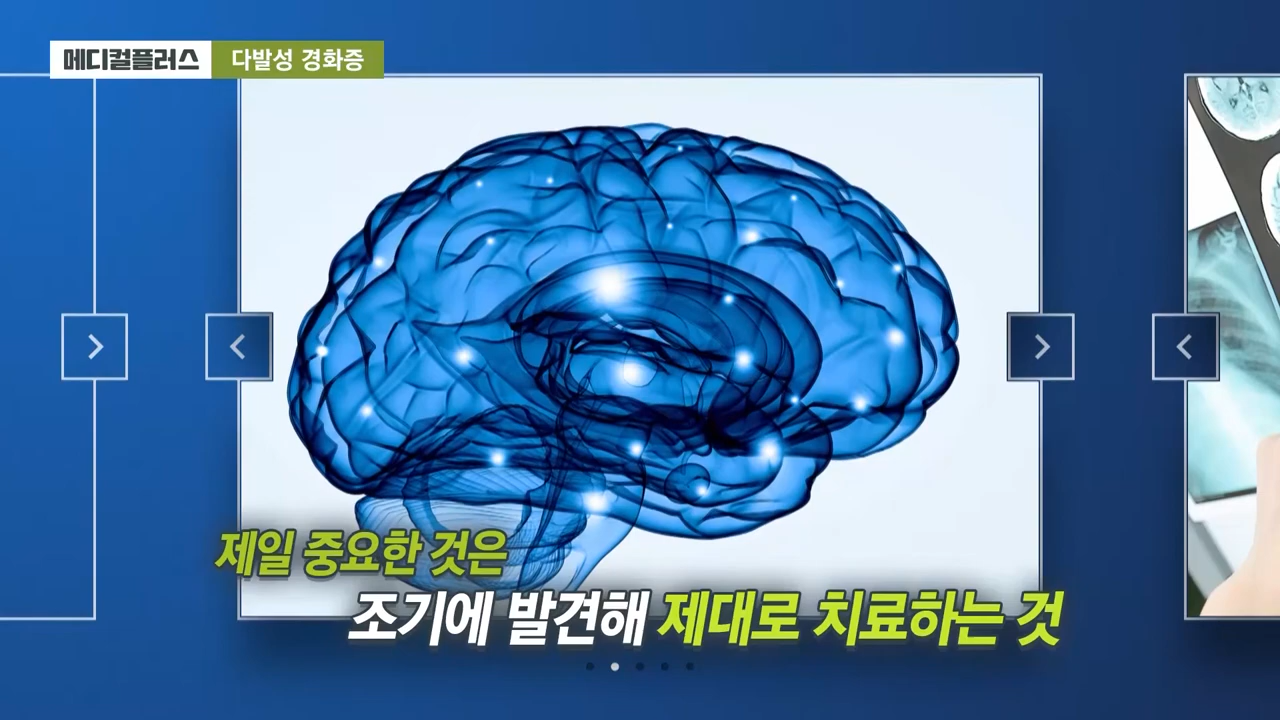 메디컬플러스 다발성 경화증
제일 중요한 것은
조기에 발견해 제대로 치료하는 것